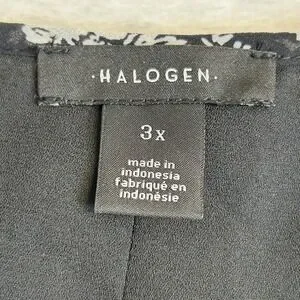 ·HALOGEN·
3x
made in
indonesia
fabriqué en
indonésie